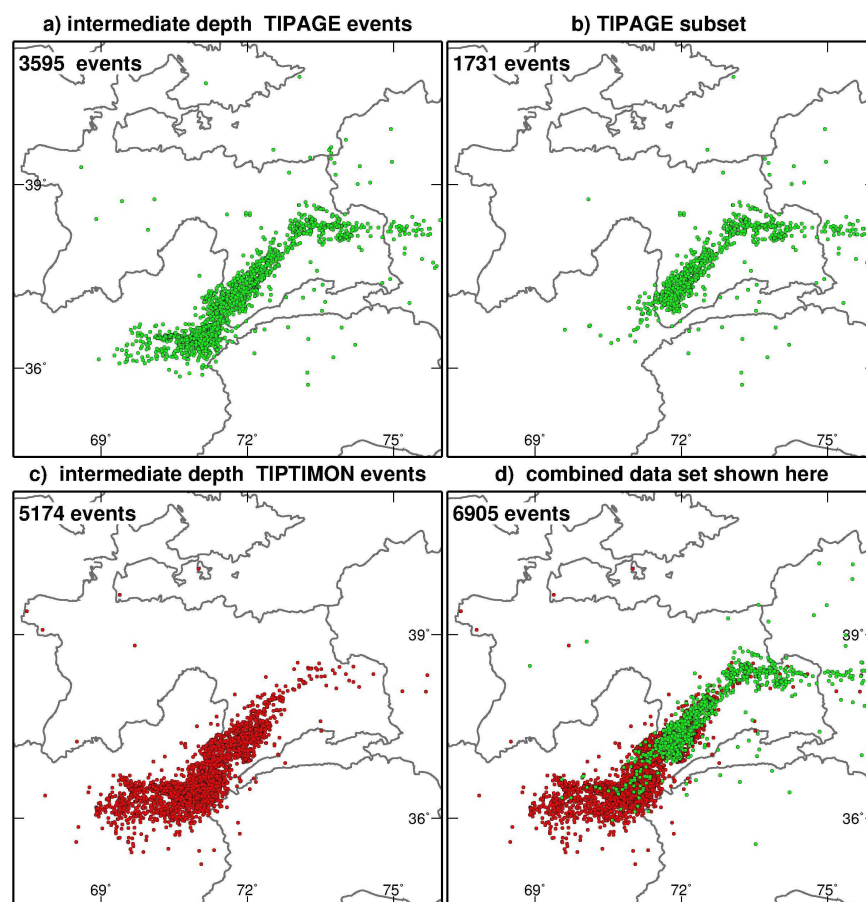 a) intermediate depth TIPAGE events
b) TIPAGE subset
3595 events
1731 events
39°
36°
69°
72°
75°
69°
72°
75°
c) intermediate depth TIPTIMON events
d) combined data set shown here
5174 events
6905 events
39°
39°
36°
36°
69°
72°
75°
69°
72°
75°